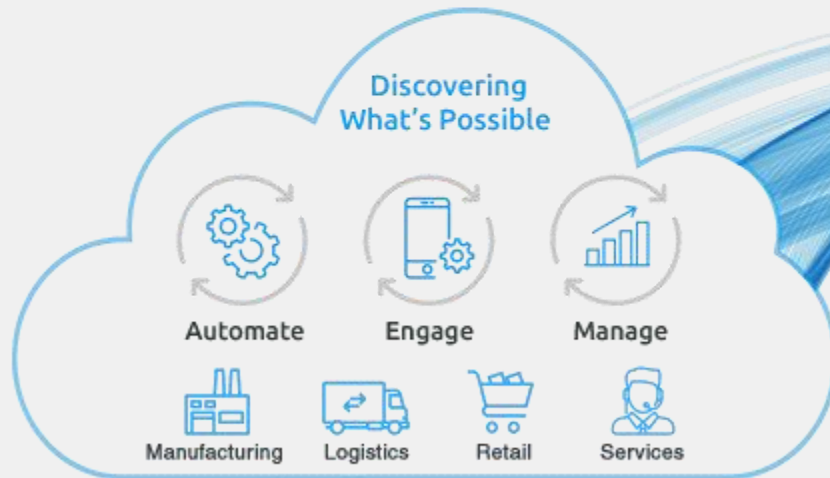 Discovering
What's Possible
Automate Engage Manage
Manufacturing Logistics Retail Services